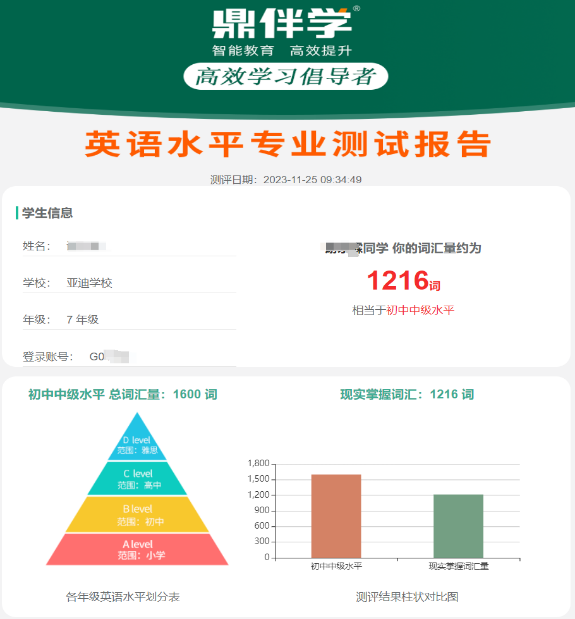 鼎伴学®
智能教育 高效提升
高效学习倡导者
英语水平专业测试报告
测评日期：2023-11-25 09:34:49
学生信息
姓名：
学校： 亚迪学校
年级： 7 年级
登录账号： G0
同学 你的词汇量约为
1216词
相当于初中中级水平
初中中级水平 总词汇量：1600 词
D level
范围：雅思
C level
范围：高中
B level
范围：初中
A level
范围：小学
各年级英语水平划分表
现实掌握词汇：1216 词
1,800
1,500
1,200
900
600
300
0
初中中级水平 现实掌握词汇量
测评结果柱状对比图